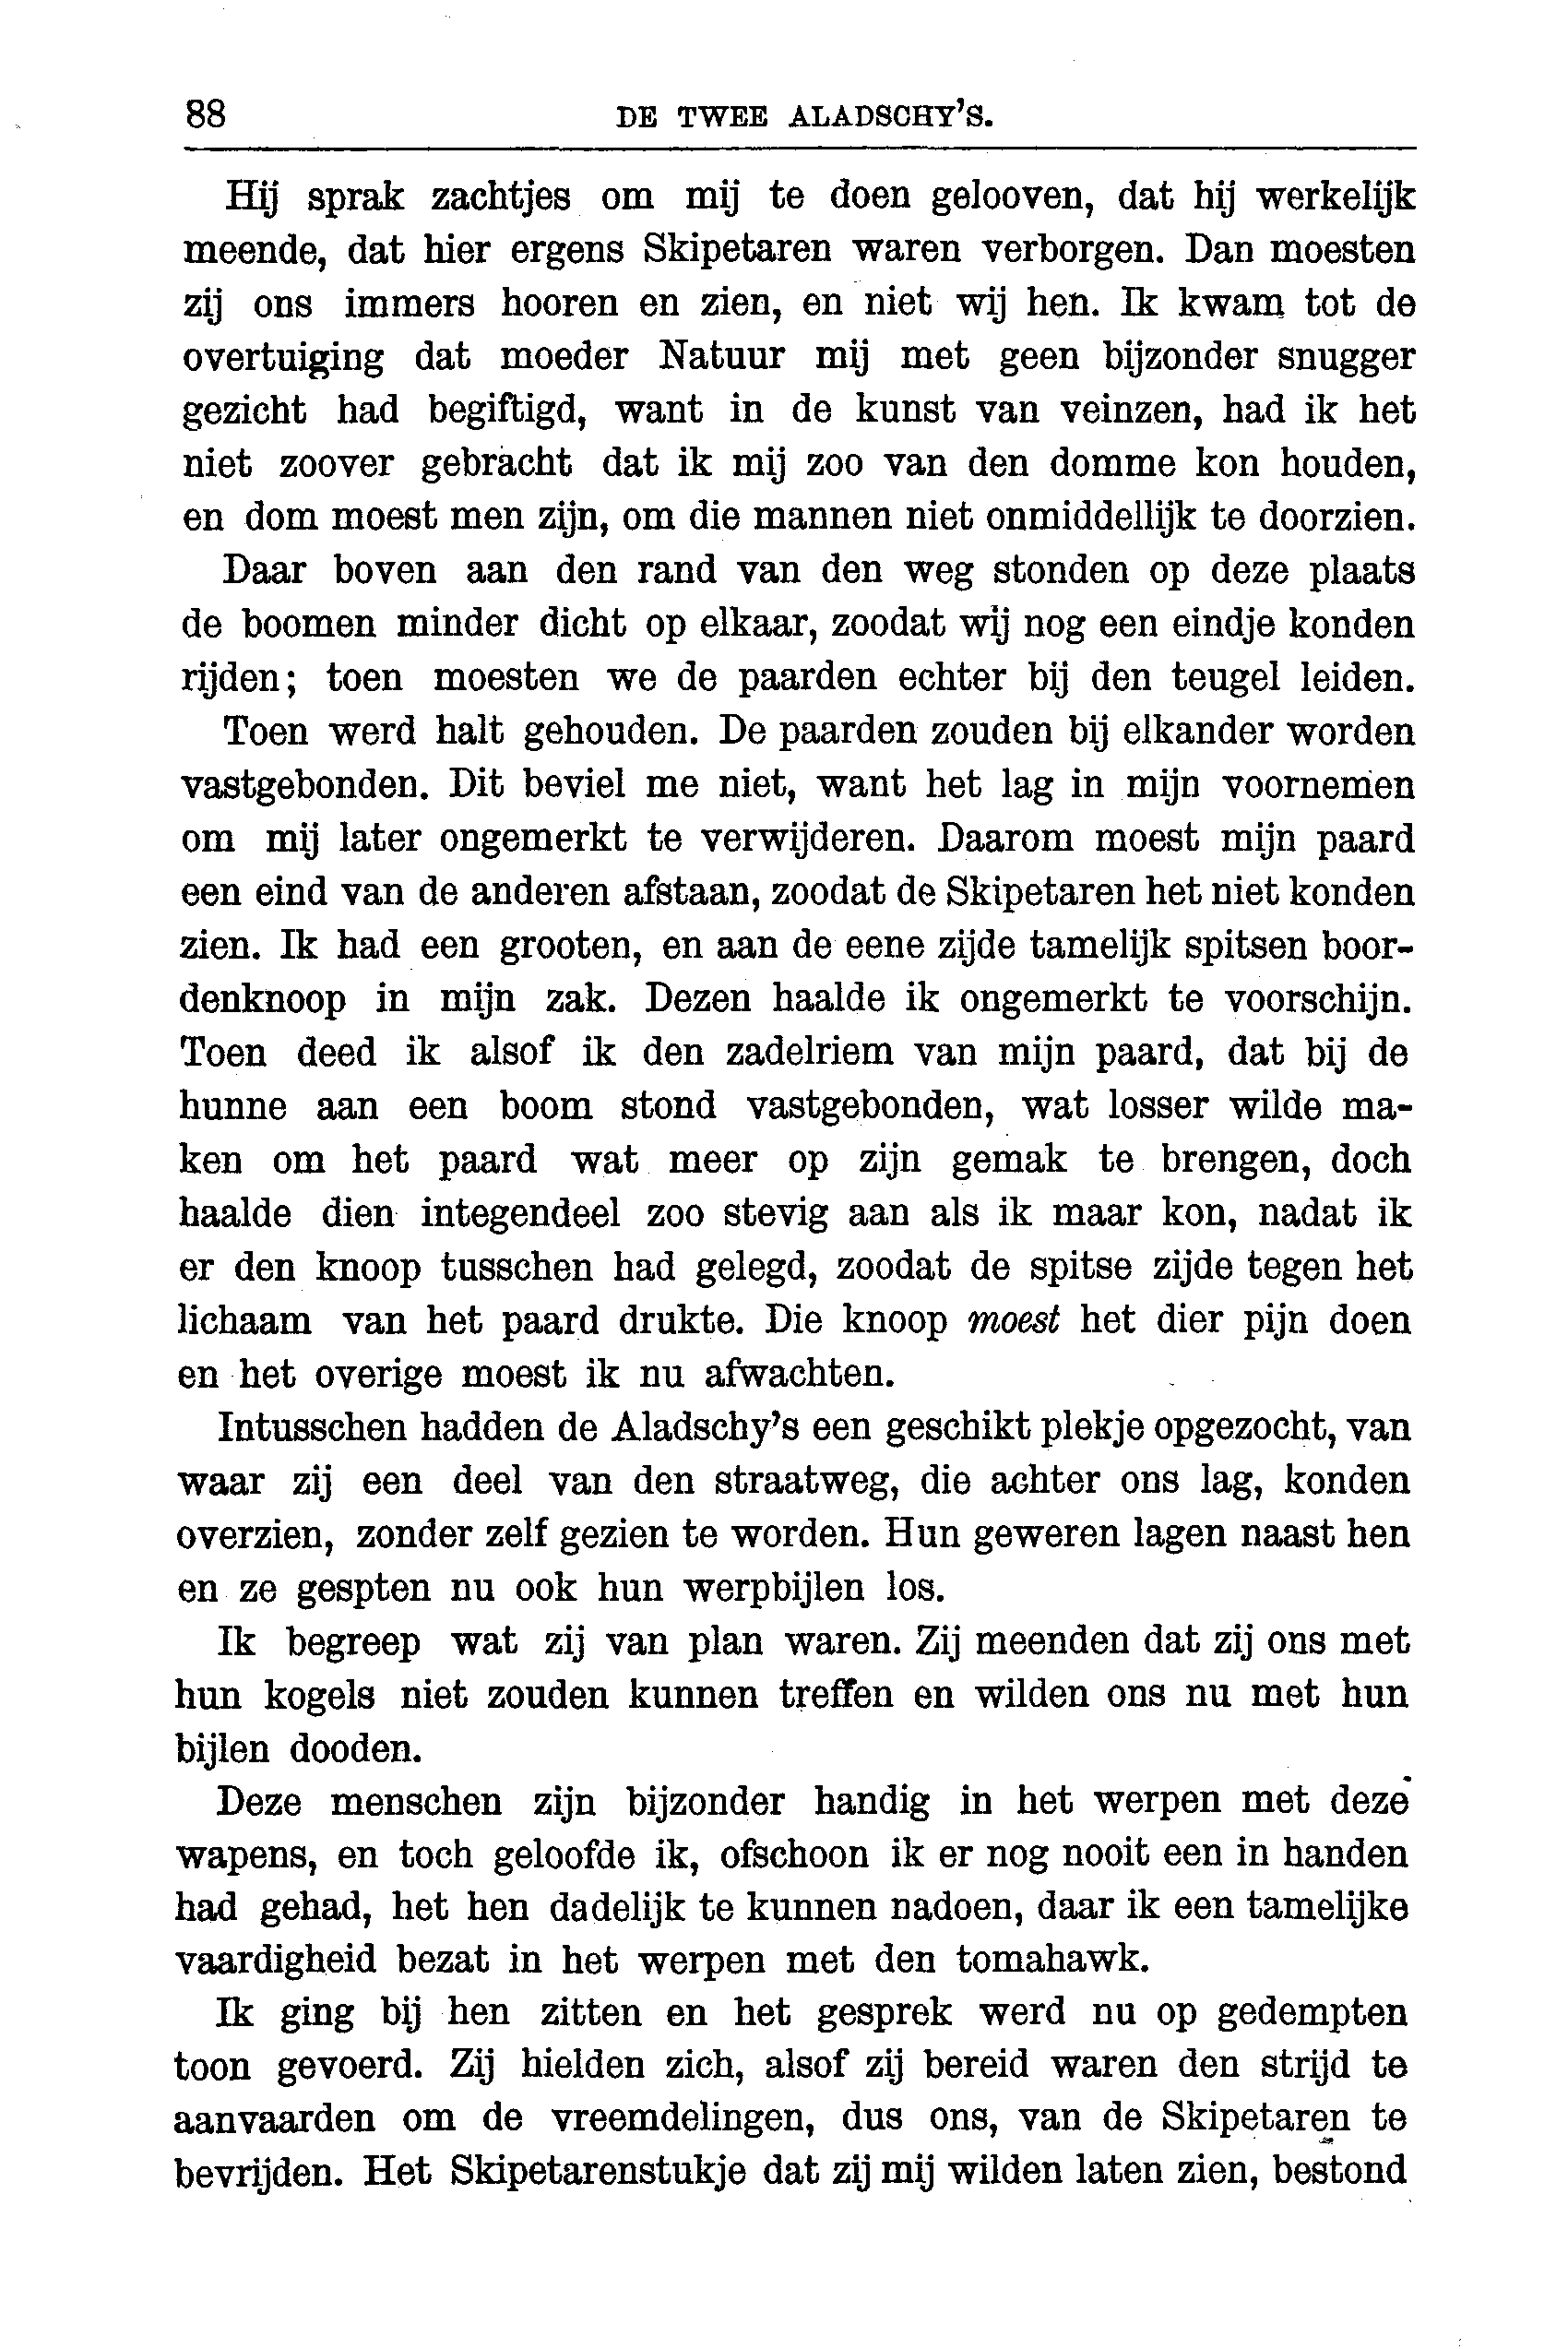 88
DE TWEE ALADSCHY'S.
Hij sprak zachtjes om mij te doen gelooven, dat hij werkelijk
meende, dat hier ergens Skipetaren waren verborgen. Dan moesten
zij ons immers hooren en zien, en niet wij hen. Ik kwam tot de
overtuiging dat moeder Natuur mij met geen bijzonder snugger
gezicht had begiftigd, want in de kunst van veinzen, had ik het
niet zoover gebracht dat ik mij zoo van den domme kon houden,
en dom moest men zijn, om die mannen niet onmiddellijk te doorzien.
Daar boven aan den rand van den weg stonden op deze plaats
de boomen minder dicht op elkaar, zoodat wij nog een eindje konden
rijden; toen moesten we de paarden echter bij den teugel leiden.
Toen werd halt gehouden. De paarden zouden bij elkander worden
vastgebonden. Dit beviel me niet, want het lag in mijn voornemen
om mij later ongemerkt te verwijderen. Daarom moest mijn paard
een eind van de anderen afstaan, zoodat de Skipetaren het niet konden
zien. Ik had een grooten, en aan de eene zijde tamelijk spitsen boor-
denknoop in mijn zak. Dezen haalde ik ongemerkt te voorschijn.
Toen deed ik alsof ik den zadelriem van mijn paard, dat bij de
hunne aan een boom stond vastgebonden, wat losser wilde ma-
ken om het paard wat meer op zijn gemak te brengen, doch
haalde dien integendeel zoo stevig aan als ik maar kon, nadat ik
er den knoop tusschen had gelegd, zoodat de spitse zijde tegen het
lichaam van het paard drukte. Die knoop moest het dier pijn doen
en het overige moest ik nu afwachten.
Intusschen hadden de Aladschy's een geschikt plekje opgezocht, van
waar zij een deel van den straatweg, die achter ons lag, konden
overzien, zonder zelf gezien te worden. Hun geweren lagen naast hen
en ze gespten nu ook hun werpbijlen los.
Ik begreep wat zij van plan waren. Zij meenden dat zij ons met
hun kogels niet zouden kunnen treffen en wilden ons nu met hun
bijlen dooden.
Deze menschen zijn bijzonder handig in het werpen met deze
wapens, en toch geloofde ik, ofschoon ik er nog nooit een in handen
had gehad, het hen dadelijk te kunnen nadoen, daar ik een tamelijke
vaardigheid bezat in het werpen met den tomahawk.
Ik ging bij hen zitten en het gesprek werd nu op gedempten
toon gevoerd. Zij hielden zich, alsof zij bereid waren den strijd te
aanvaarden om de vreemdelingen, dus ons, van de Skipetaren te
bevrijden. Het Skipetarenstukje dat zij mij wilden laten zien, bestond